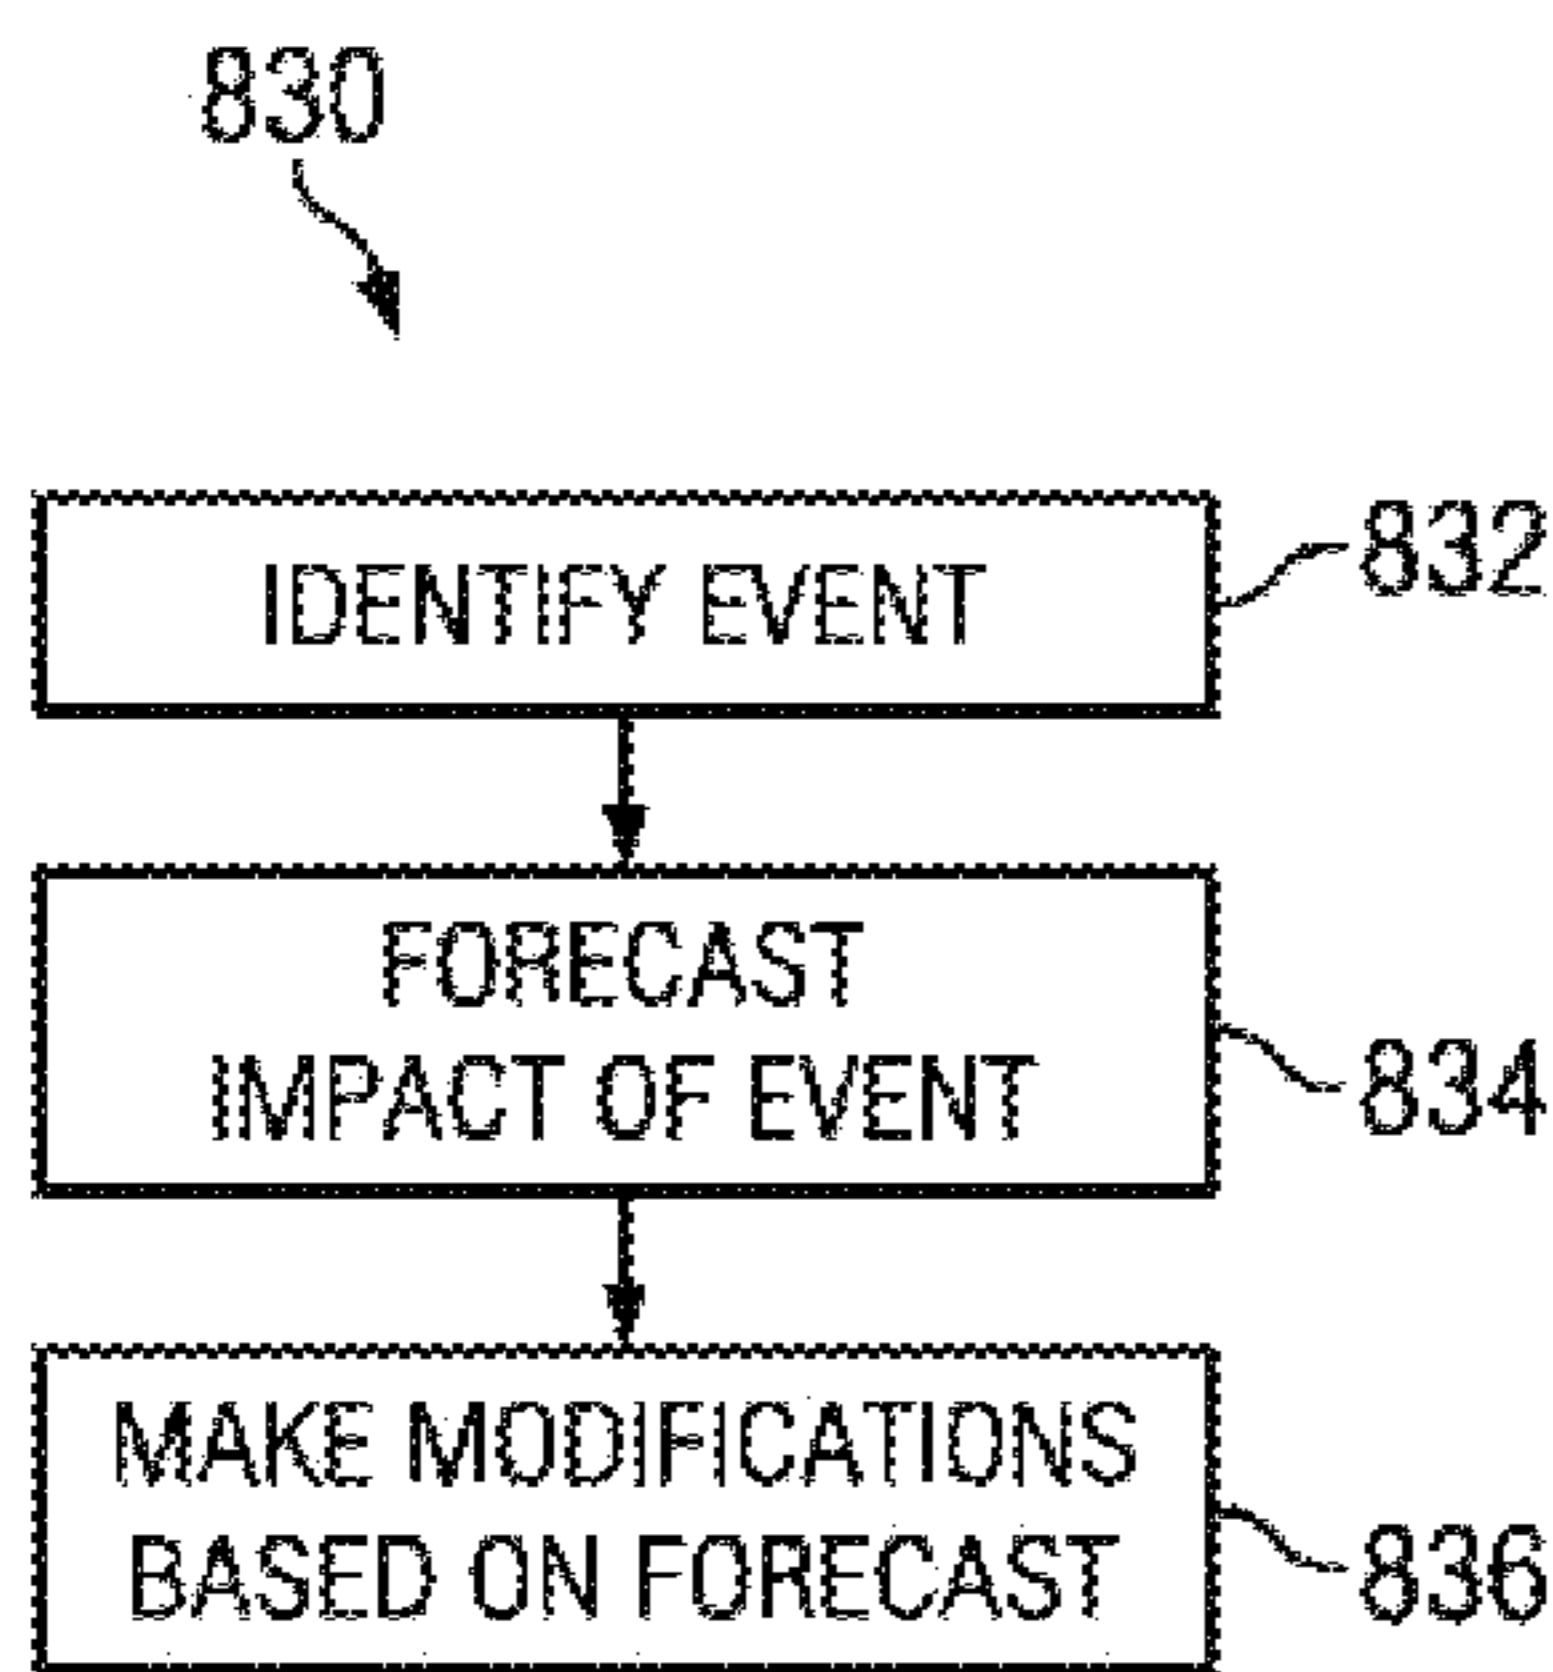 830
IDENTIFY EVENT
832
FORECAST
IMPACT OF EVENT
834
MAKE MODIFICATIONS
BASED ON FORECAST
836